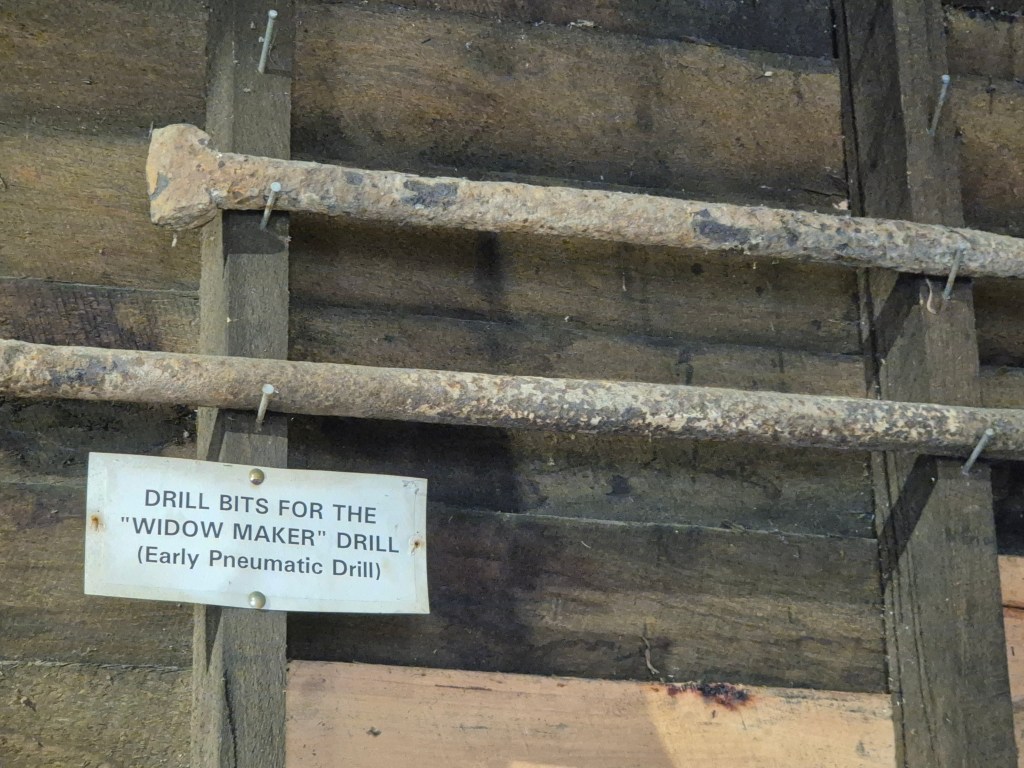 DRILL BITS FOR THE
"WIDOW MAKER" DRILL
(Early Pneumatic Drill)